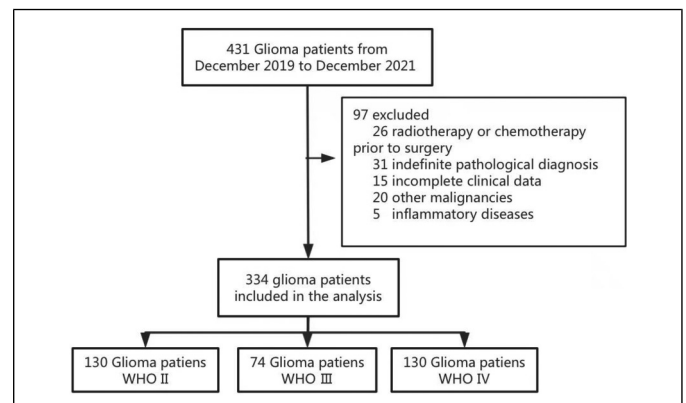 431 Glioma patients from
December 2019 to December 2021
97 excluded
26 radiotherapy or chemotherapy
prior to surgery
31 indefinite pathological diagnosis
15 incomplete clinical data
20 other malignancies
5 inflammatory diseases
334 glioma patients
included in the analysis
130 Glioma patiens
WHO II
74 Glioma patiens
WHO III
130 Glioma patiens
WHO IV